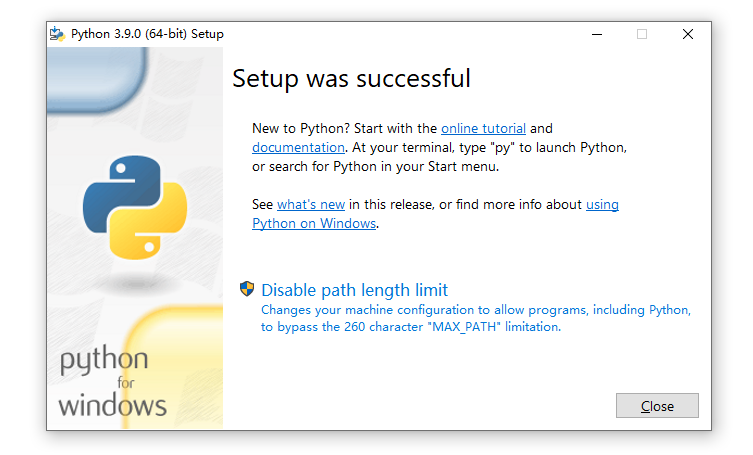 Python 3.9.0 (64-bit) Setup
Setup was successful
New to Python? Start with the online tutorial and
documentation. At your terminal, type "py" to launch Python,
or search for Python in your Start menu.
See what's new in this release, or find more info about using
Python on Windows.
Disable path length limit
Changes your machine configuration to allow programs, including Python,
to bypass the 260 character "MAX_PATH" limitation.
python
for
windows
Close